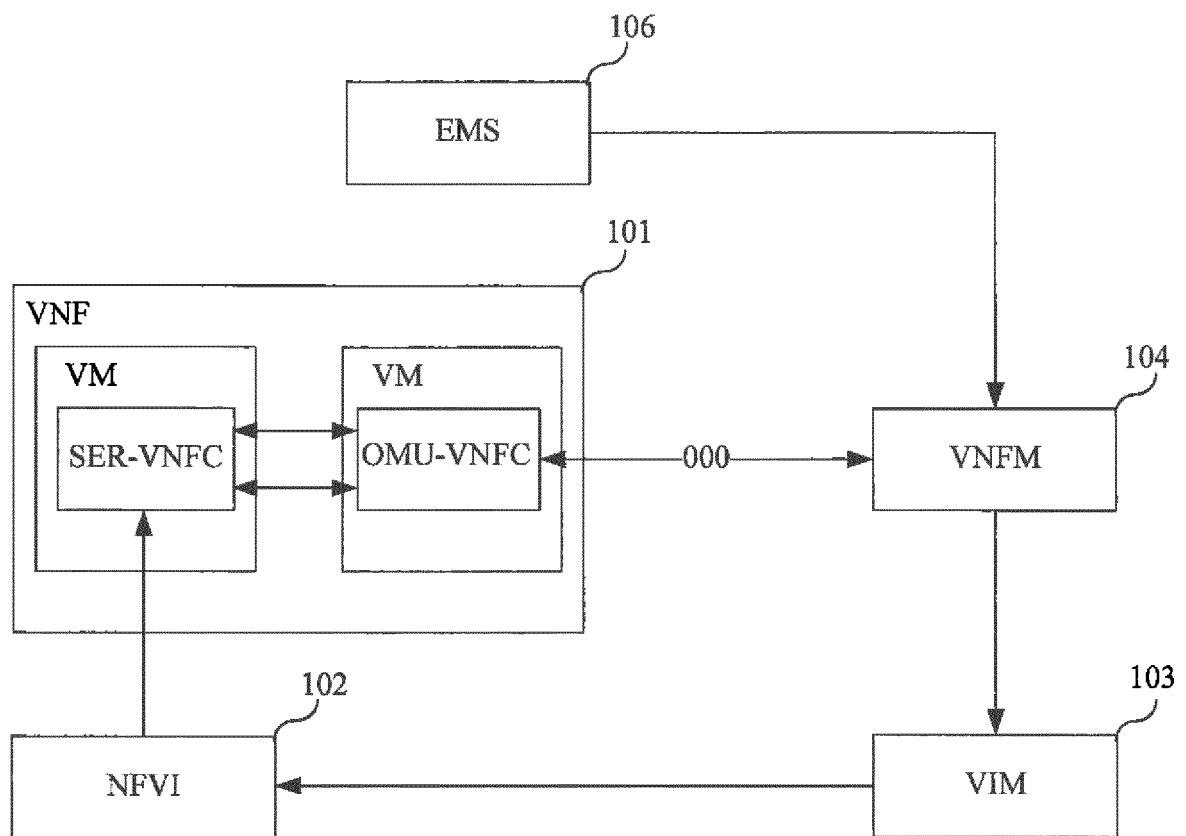 106
EMS
101
VNF
VM
VM
104
SER-VNFC
OMU-VNFC
000
VNFM
102
103
NFVI
VIM